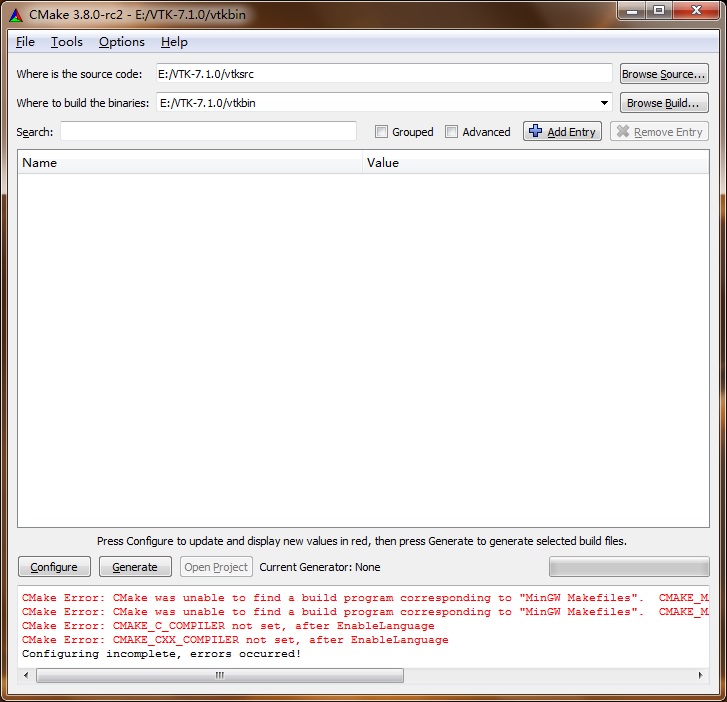 CMake 3.8.0-rc2 - E:/VTK-7.1.0/vtkbin
File Tools Options Help
Where is the source code: E:/VTK-7.1.0/vtksrc Browse Source...
Where to build the binaries: E:/VTK-7.1.0/vtkbin Browse Build...
Search: Grouped Advanced Add Entry Remove Entry
Name Value
Press Configure to update and display new values in red, then press Generate to generate selected build files.
Configure Generate Open Project Current Generator: None
CMake Error: CMake was unable to find a build program corresponding to "MinGW Makefiles".  CMAKE_M
CMake Error: CMake was unable to find a build program corresponding to "MinGW Makefiles".  CMAKE_M
CMake Error: CMAKE_C_COMPILER not set, after EnableLanguage
CMake Error: CMAKE_CXX_COMPILER not set, after EnableLanguage
Configuring incomplete, errors occurred!